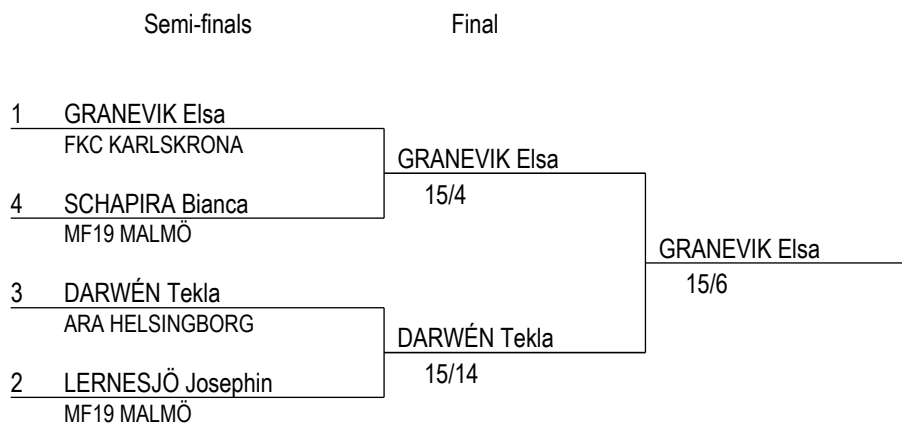 Semi-finals Final
1 GRANEVIK Elsa
FKC KARLSKRONA
GRANEVIK Elsa
15/4
4 SCHAPIRA Bianca
MF19 MALMÖ
GRANEVIK Elsa
15/6
3 DARWÉN Tekla
ARA HELSINGBORG
DARWÉN Tekla
15/14
2 LERNESJÖ Josephin
MF19 MALMÖ